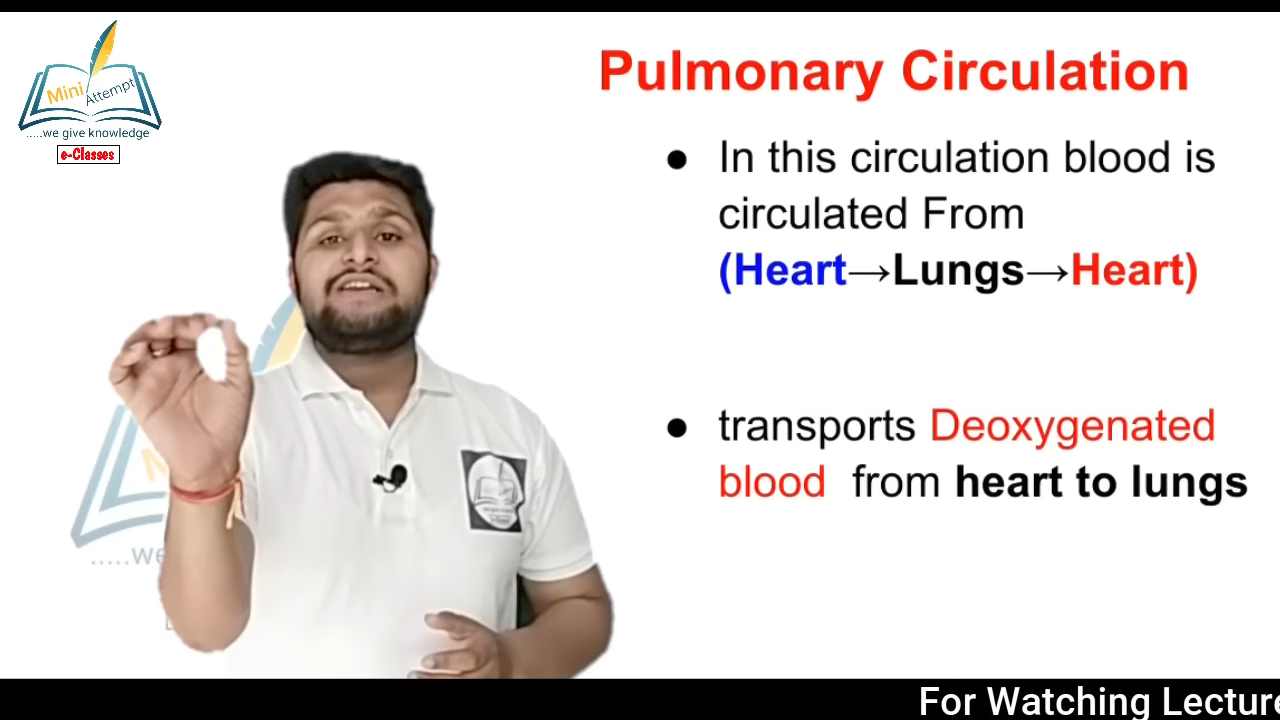 Mini Attempt
.....we give knowledge
e-Classes
Pulmonary Circulation
● In this circulation blood is
circulated From
(Heart→Lungs→Heart)
● transports Deoxygenated
blood from heart to lungs
.....we
For Watching Lecture